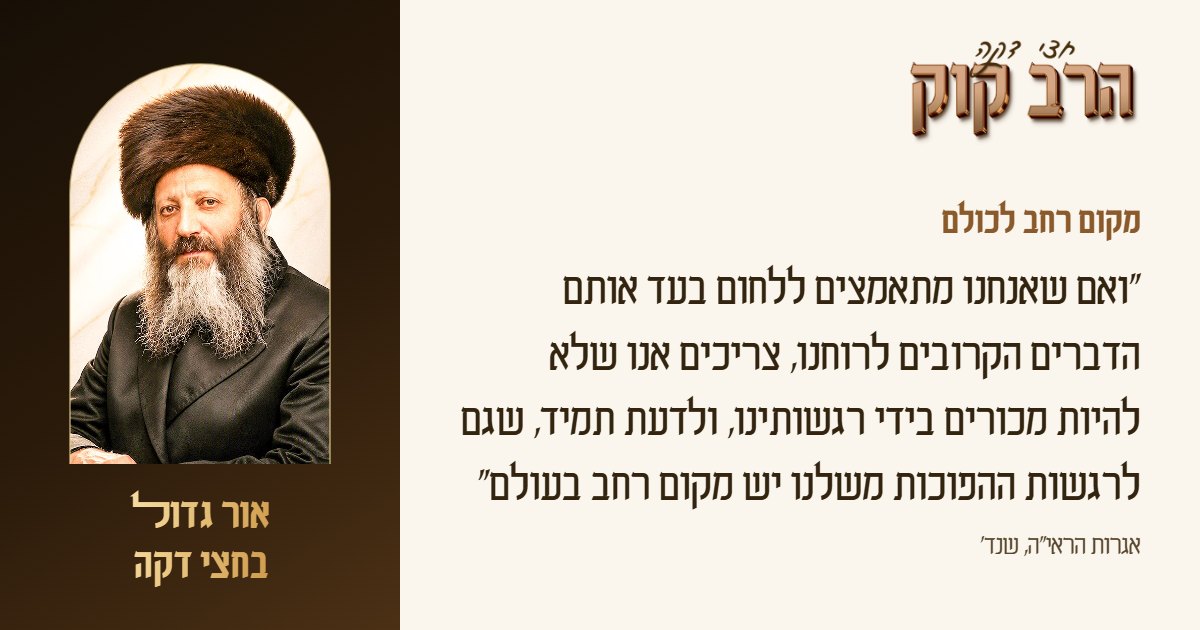 חצי דקה
הרב קוק
מקום רחב לכולם
"ואם שאנחנו מתאמצים ללחום בעד אותם
הדברים הקרובים לרוחנו, צריכים אנו שלא
להיות מכורים בידי רגשותינו, ולדעת תמיד, שגם
לרגשות ההפוכות משלנו יש מקום רחב בעולם"
אגרות הראי"ה, שנד'
אור גדול
בחצי דקה